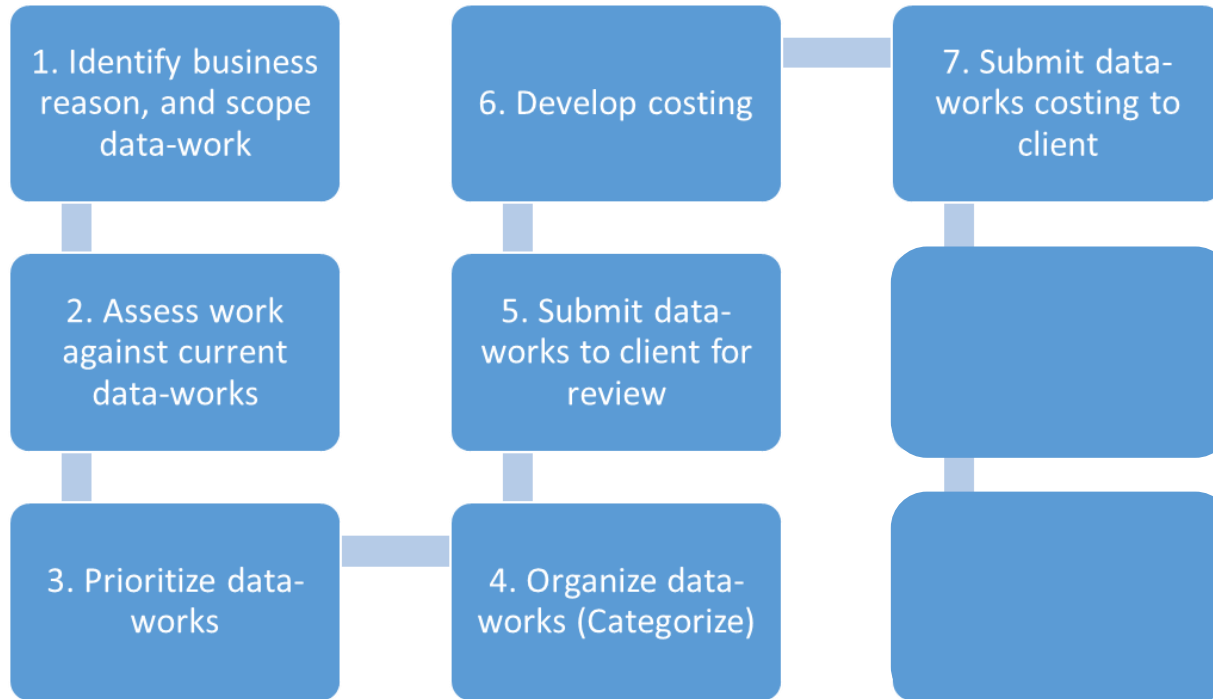 1. Identify business
reason, and scope
data-work
2. Assess work
against current
data-works
3. Prioritize data-
works
4. Organize data-
works (Categorize)
5. Submit data-
works to client for
review
6. Develop costing
7. Submit data-
works costing to
client